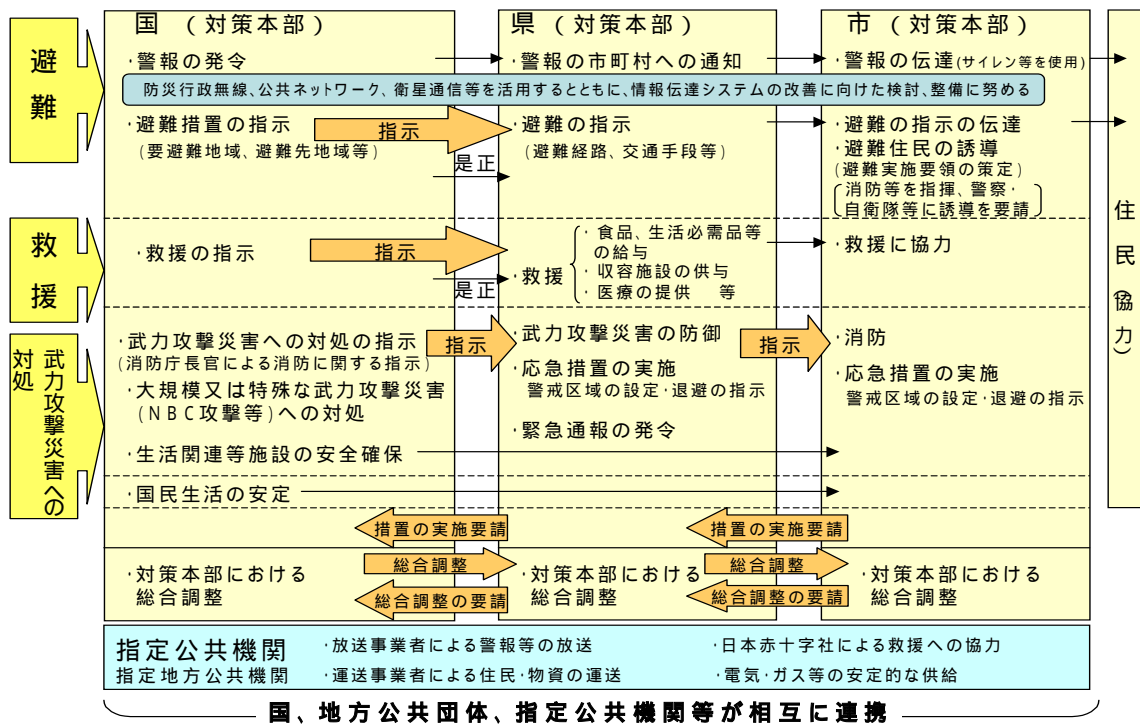 国 (対策本部)
県 (対策本部)
市 (対策本部)
避難
・警報の発令
・警報の市町村への通知
・警報の伝達(サイレン等を使用)
防災行政無線、公共ネットワーク、衛星通信等を活用するとともに、情報伝達システムの改善に向けた検討、整備に努める
・避難措置の指示
(要避難地域、避難先地域等)
指示
是正
・避難の指示
(避難経路、交通手段等)
・避難の指示の伝達
・避難住民の誘導
(避難実施要領の策定)
消防等を指揮、警察・
自衛隊等に誘導を要請
住民(協力)
救援
・救援の指示
指示
是正
・救援
・食品、生活必需品等
の給与
・収容施設の供与
・医療の提供 等
・救援に協力
武力攻撃災害への
対処
・武力攻撃災害への対処の指示
(消防庁長官による消防に関する指示)
・大規模又は特殊な武力攻撃災害
(NBC攻撃等)への対処
・生活関連等施設の安全確保
・国民生活の安定
指示
・武力攻撃災害の防御
・応急措置の実施
警戒区域の設定・退避の指示
・緊急通報の発令
指示
・消防
・応急措置の実施
警戒区域の設定・退避の指示
措置の実施要請
措置の実施要請
・対策本部における
総合調整
総合調整
総合調整の要請
・対策本部における
総合調整
総合調整
総合調整の要請
・対策本部における
総合調整
指定公共機関
指定地方公共機関
・放送事業者による警報等の放送
・運送事業者による住民・物資の運送
・日本赤十字社による救援への協力
・電気・ガス等の安定的な供給
国、地方公共団体、指定公共機関等が相互に連携